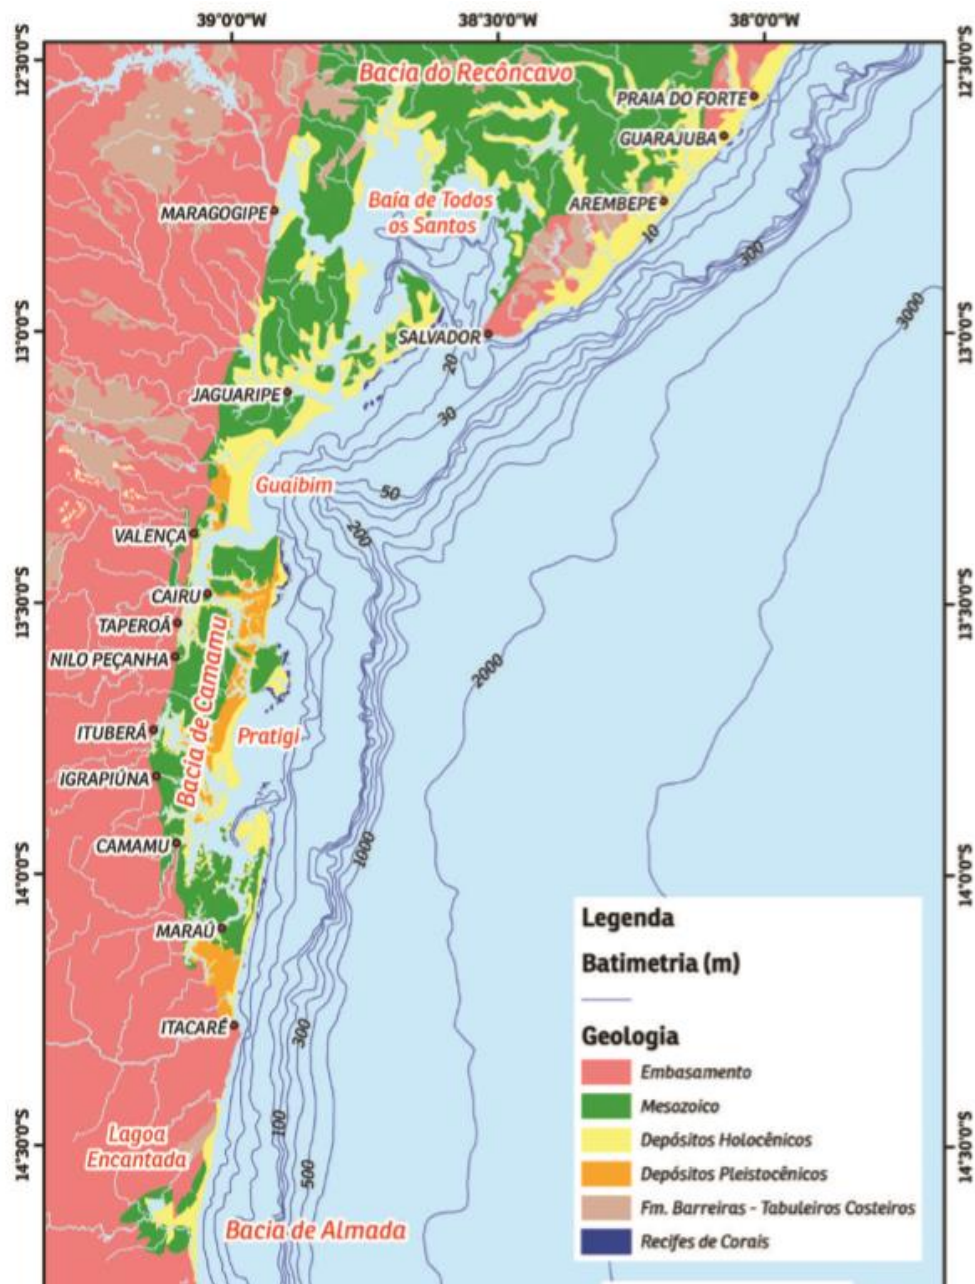 39°0'0"W
38°30'0"W
38°0'0"W
12°30'0"S
12°30'0"S
Bacia do Recôncavo
PRAIA DO FORTE
GUARAJUBA
MARAGOGIPE
Baía de Todos
os Santos
AREMBEPE
10
300
3000
13°0'0"S
SALVADOR
13°0'0"S
20
JAGUARIPE
30
Guaibim
50
200
VALENÇA
CAIRU
13°30'0"S
13°30'0"S
TAPEROÁ
NILO PEÇANHA
Bacia de Camamu
2000
ITUBERÁ
Pratigi
IGRAPIÚNA
CAMAMU
1000
14°0'0"S
14°0'0"S
MARAÚ
ITACARÉ
300
100
500
14°30'0"S
14°30'0"S
Lagoa
Encantada
Bacia de Almada
Legenda
Batimetria (m)
Geologia
Embasamento
Mesozoico
Depósitos Holocênicos
Depósitos Pleistocênicos
Fm. Barreiras - Tabuleiros Costeiros
Recifes de Corais